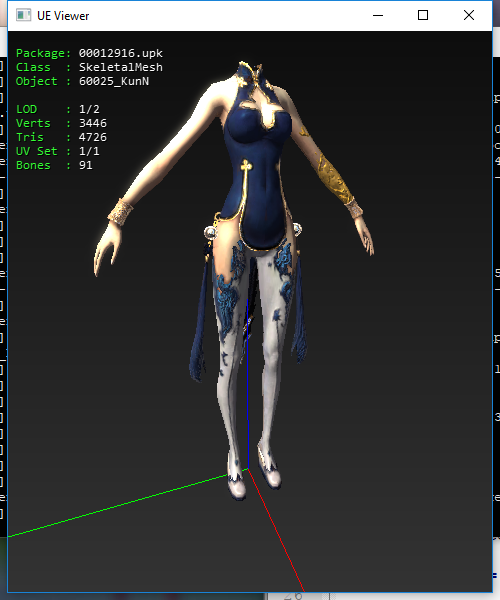 UE Viewer
Package: 00012916.upk
Class : SkeletalMesh
Object : 60025_KunN
LOD : 1/2
Verts : 3446
Tris : 4726
UV Set : 1/1
Bones : 91